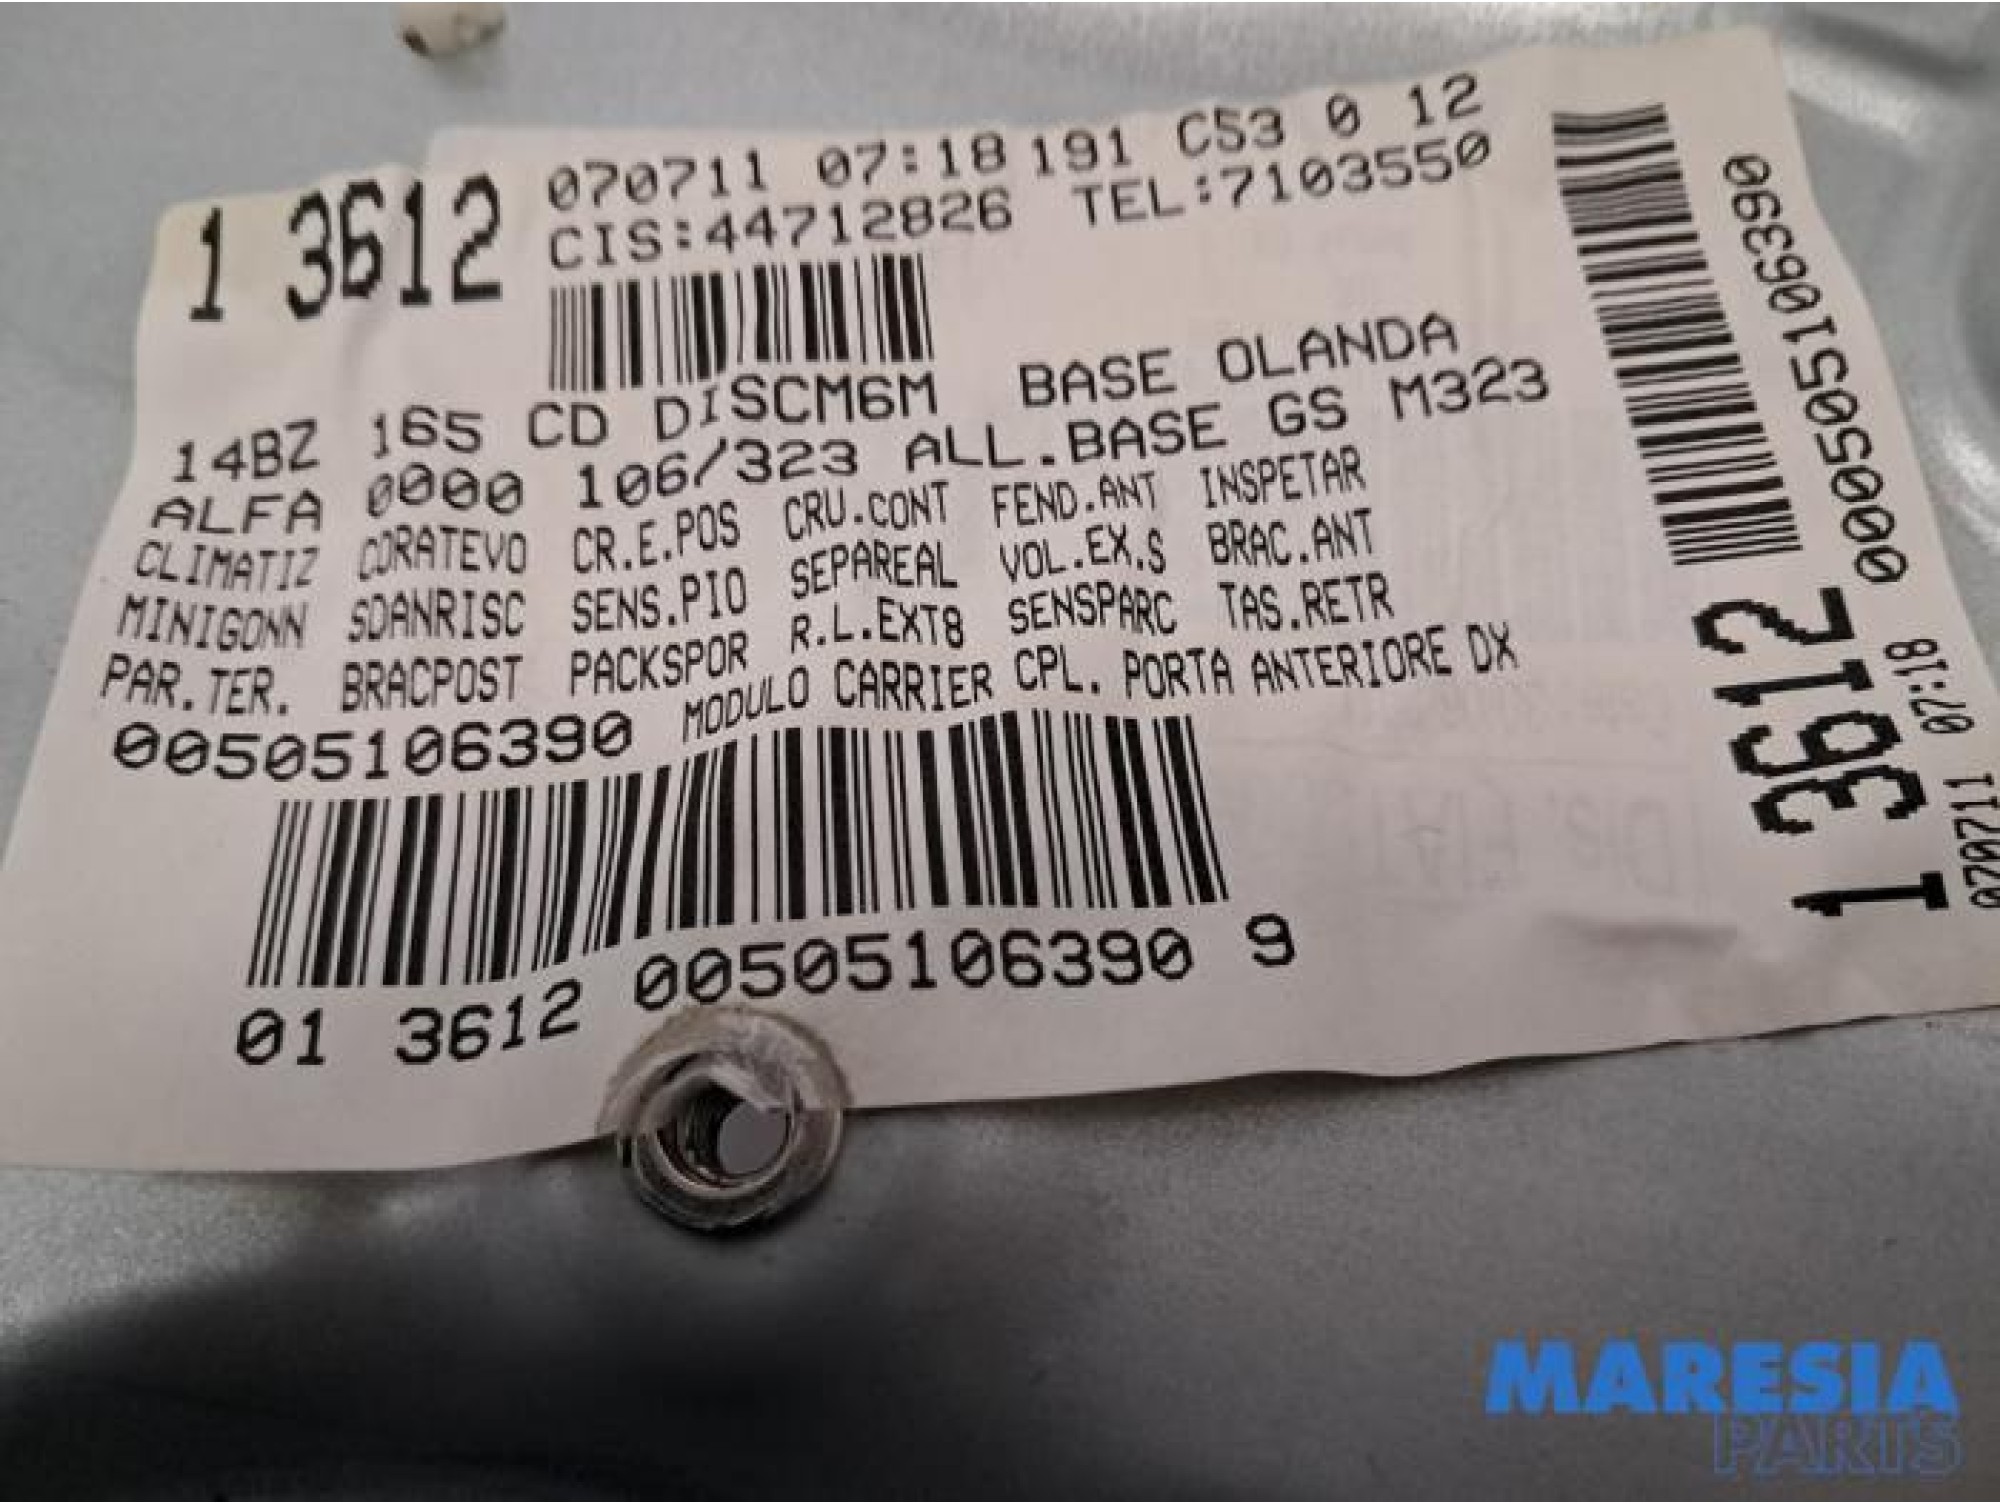 1 3612
070711 07:18 191 C53 0 12
CIS:44712826 TEL:7103550
14BZ 165 CD DISCM6M BASE OLANDA
ALFA 0000 106/323 ALL.BASE GS M323
CLIMATIZ CORATEVO CR.E.POS CRU.CONT FEND.ANT INSPETAR
MINIGONN SDANRISC SENS.PIO SEPAREAL VOL.EX.S BRAC.ANT
PAR.TER. BRACPOST PACKSPOR R.L.EXT8 SENSPARC TAS.RETR
00505106390 MODULO CARRIER CPL. PORTA ANTERIORE DX
01 3612 00505106390 9
00505106390
1 3612
070711 07:18
MARESIA
PARTS